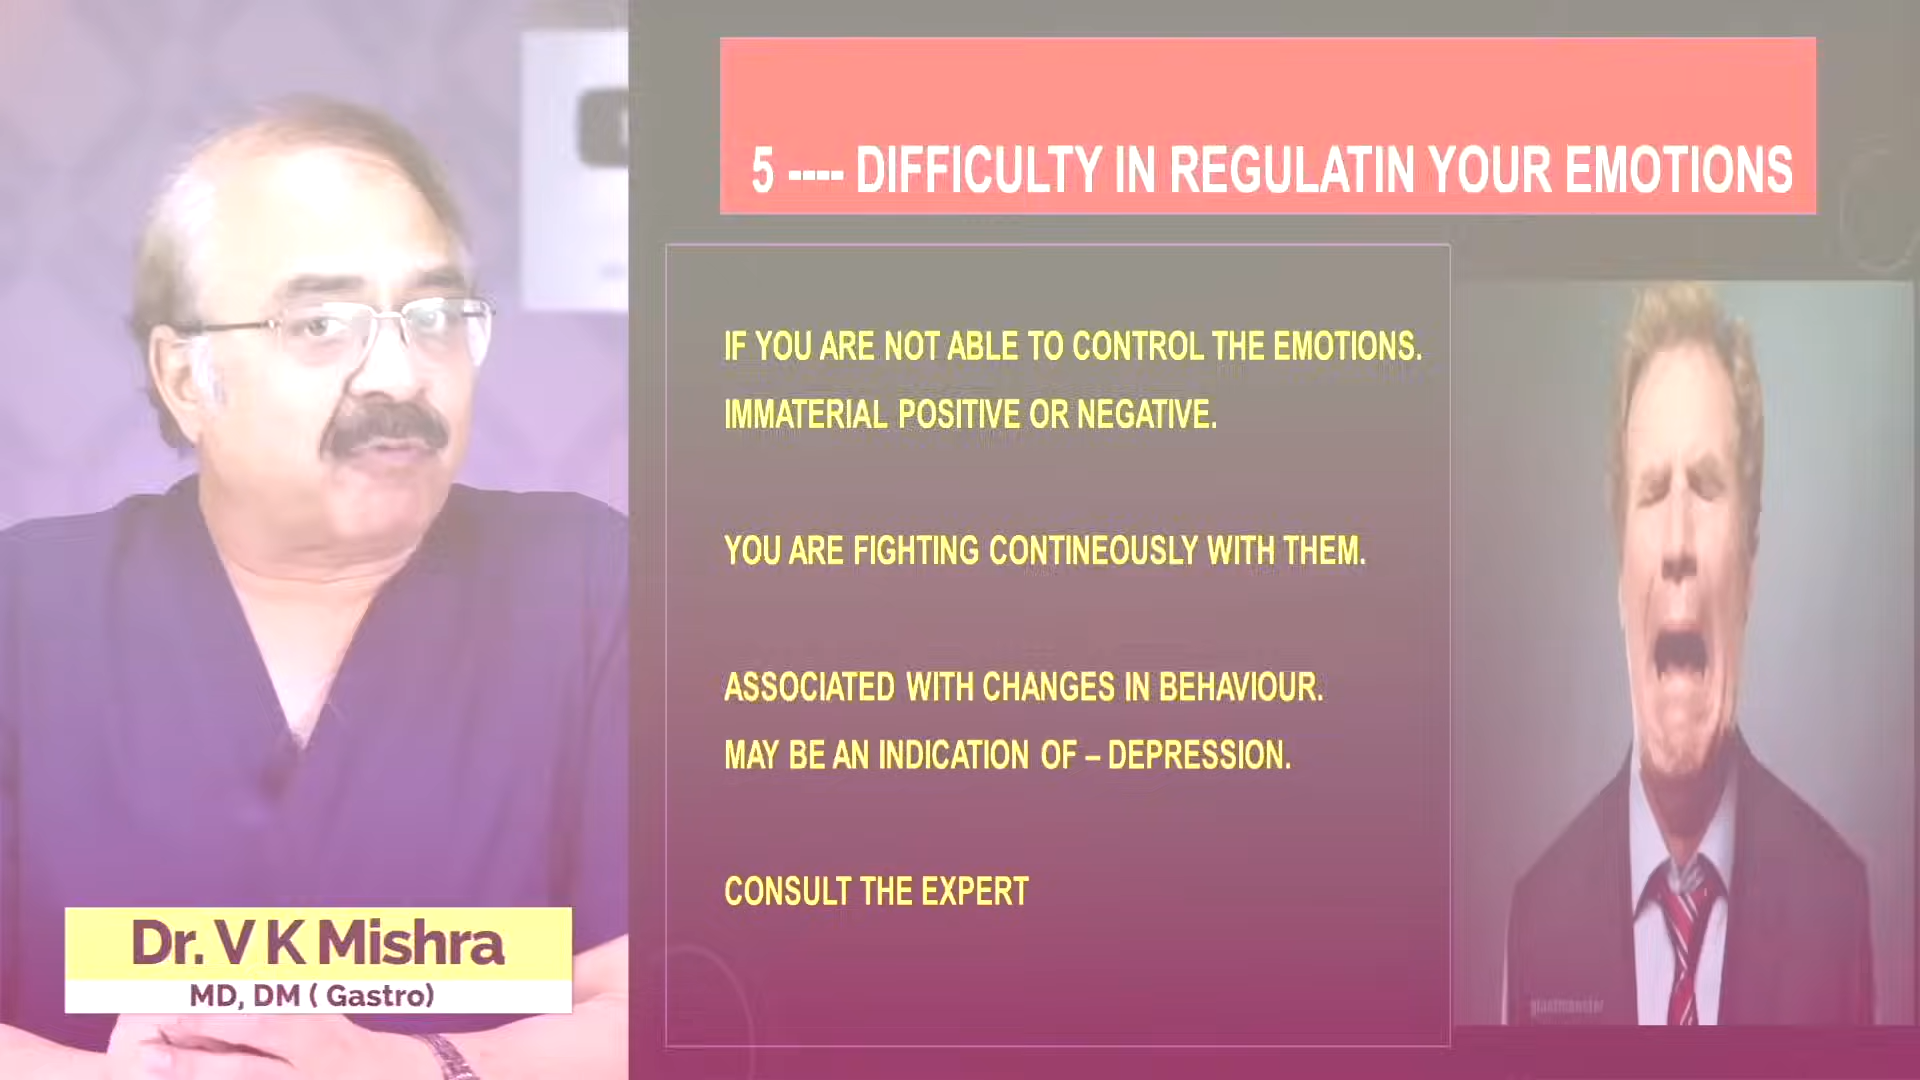 5 ---- DIFFICULTY IN REGULATIN YOUR EMOTIONS
IF YOU ARE NOT ABLE TO CONTROL THE EMOTIONS.
IMMATERIAL POSITIVE OR NEGATIVE.
YOU ARE FIGHTING CONTINEOUSLY WITH THEM.
ASSOCIATED WITH CHANGES IN BEHAVIOUR.
MAY BE AN INDICATION OF – DEPRESSION.
CONSULT THE EXPERT
Dr. V K Mishra
MD, DM ( Gastro)